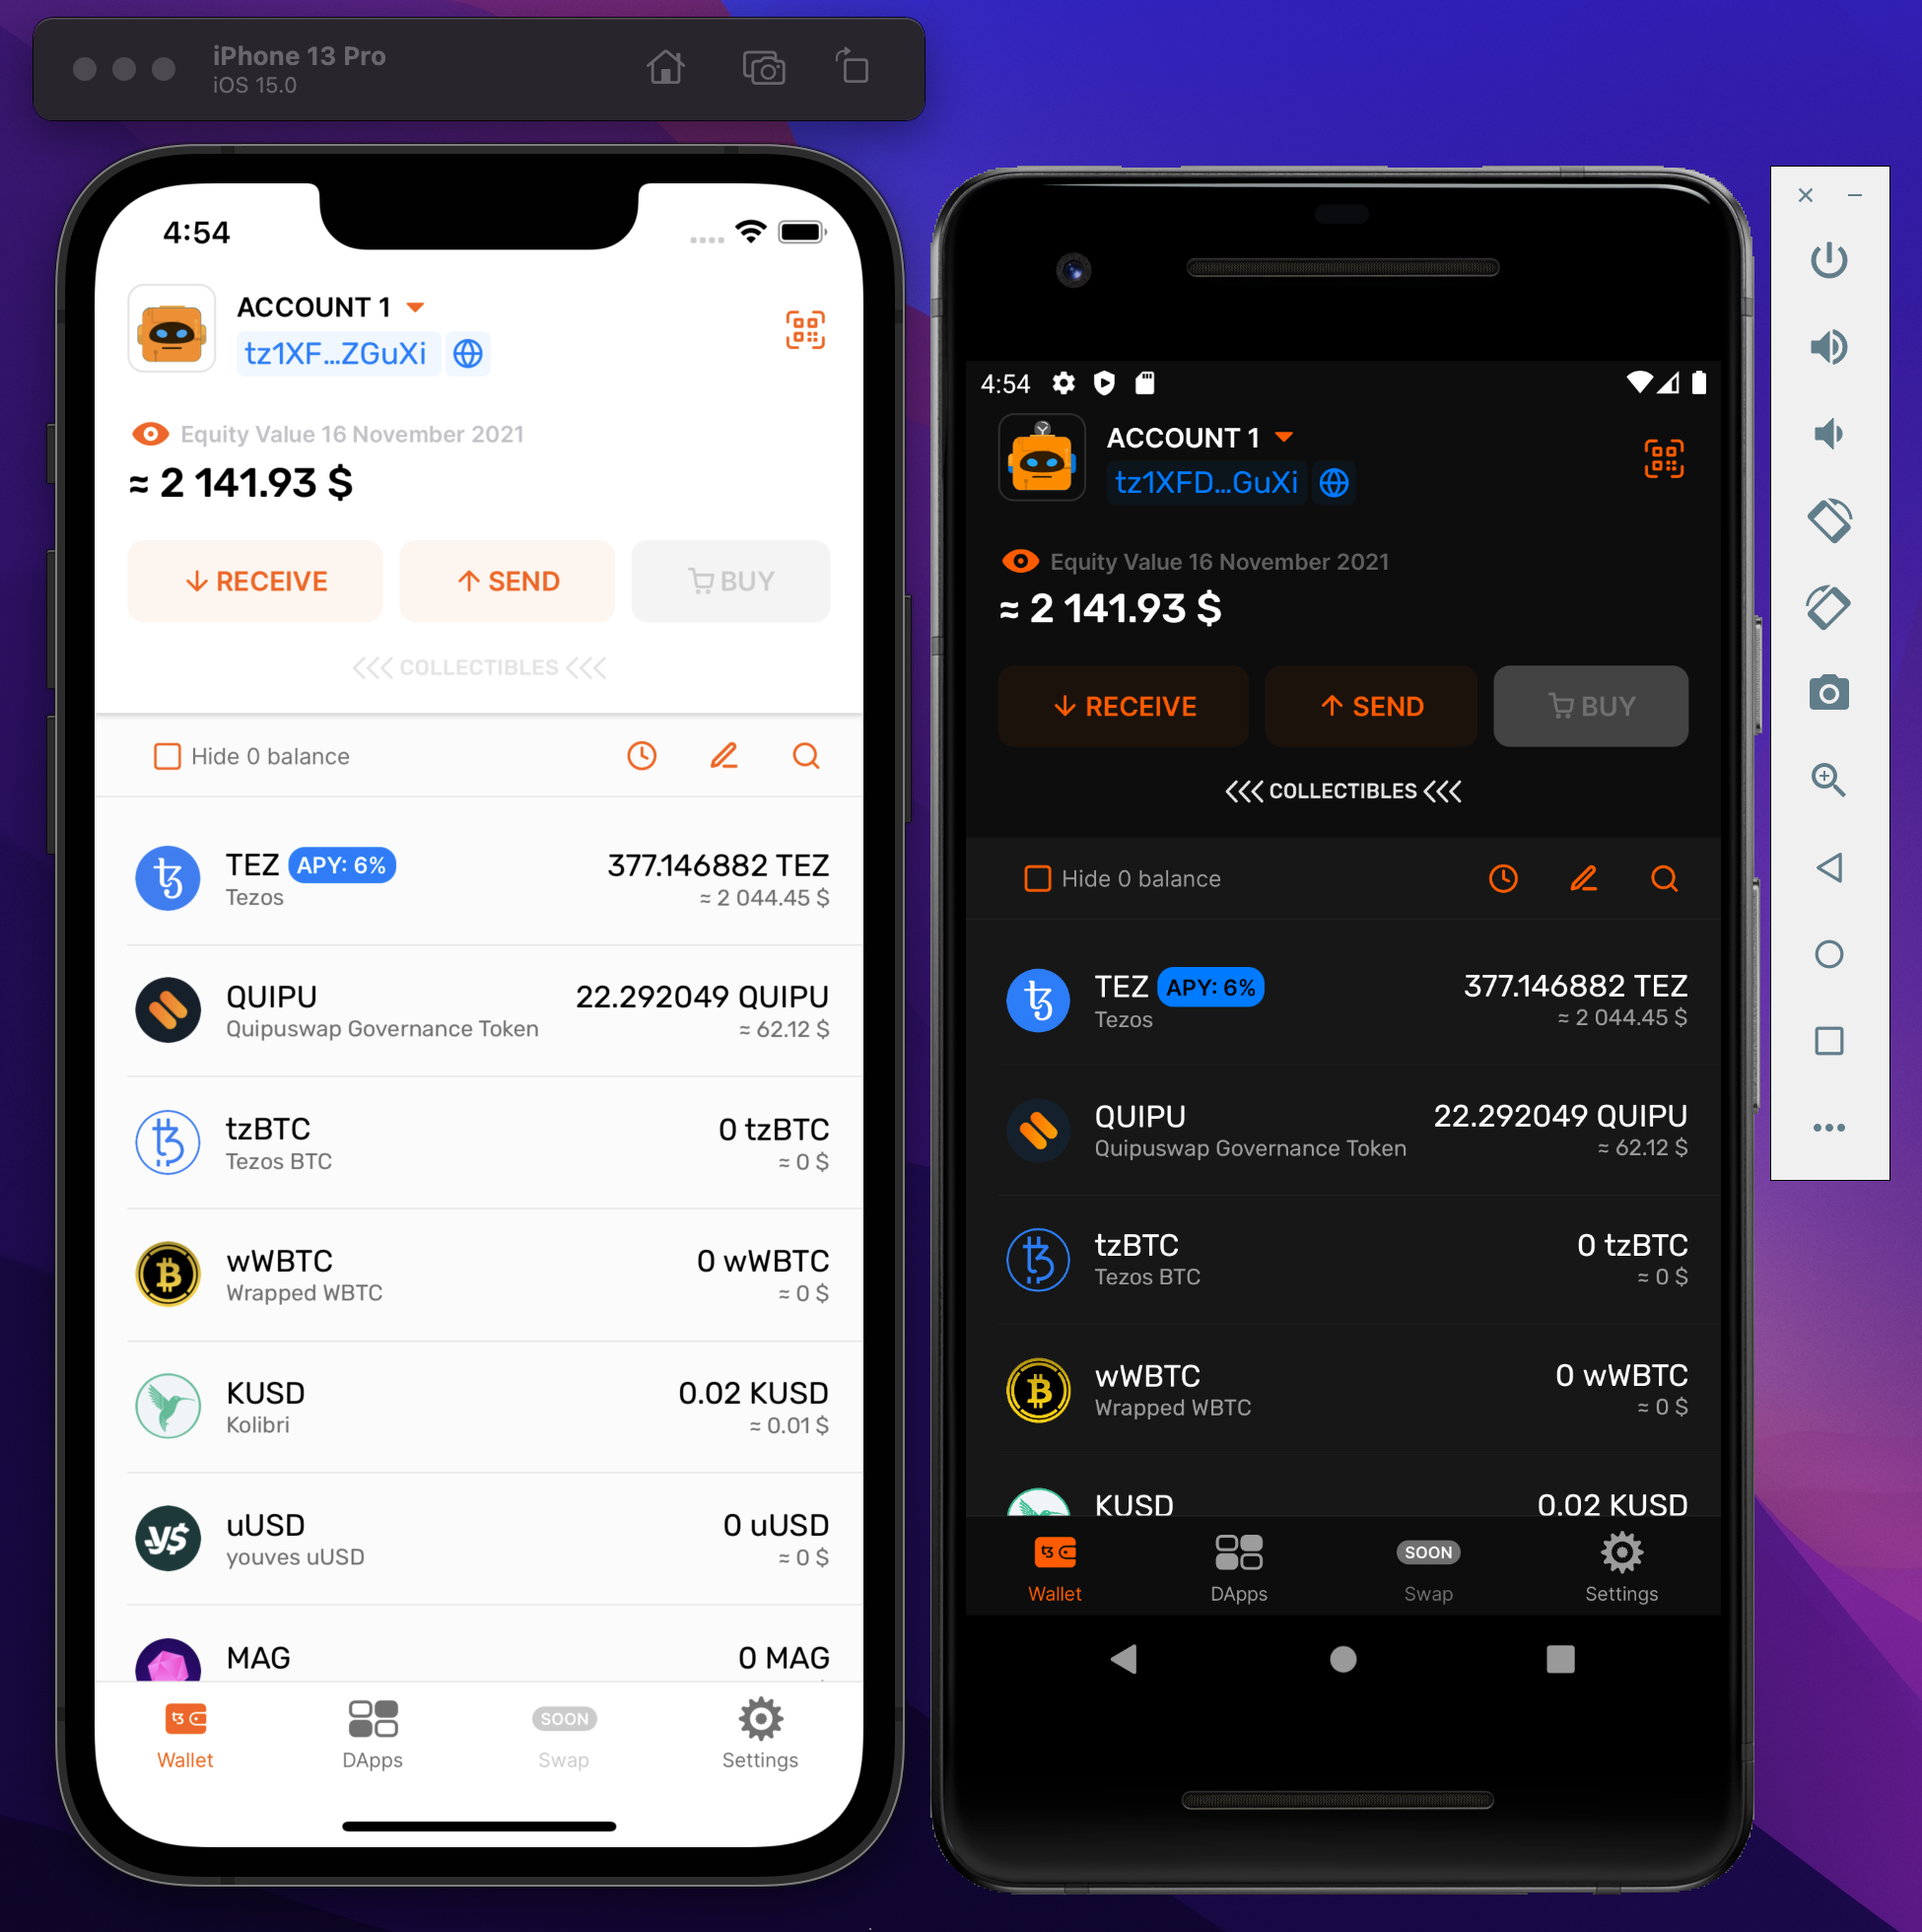 iPhone 13 Pro
iOS 15.0
4:54
ACCOUNT 1
tz1XF...ZGuXi
Equity Value 16 November 2021
≈ 2 141.93 $
RECEIVE
SEND
BUY
COLLECTIBLES
Hide 0 balance
TEZ APY: 6% 377.146882 TEZ
Tezos ≈ 2 044.45 $
QUIPU 22.292049 QUIPU
Quipuswap Governance Token ≈ 62.12 $
tzBTC 0 tzBTC
Tezos BTC ≈ 0 $
wWBTC 0 wWBTC
Wrapped WBTC ≈ 0 $
KUSD 0.02 KUSD
Kolibri ≈ 0.01 $
uUSD 0 uUSD
youves uUSD ≈ 0 $
MAG 0 MAG
SOON
Wallet DApps Swap Settings
4:54
ACCOUNT 1
tz1XFD...GuXi
Equity Value 16 November 2021
≈ 2 141.93 $
RECEIVE
SEND
BUY
COLLECTIBLES
Hide 0 balance
TEZ APY: 6% 377.146882 TEZ
Tezos ≈ 2 044.45 $
QUIPU 22.292049 QUIPU
Quipuswap Governance Token ≈ 62.12 $
tzBTC 0 tzBTC
Tezos BTC ≈ 0 $
wWBTC 0 wWBTC
Wrapped WBTC ≈ 0 $
KUSD 0.02 KUSD
SOON
Wallet DApps Swap Settings